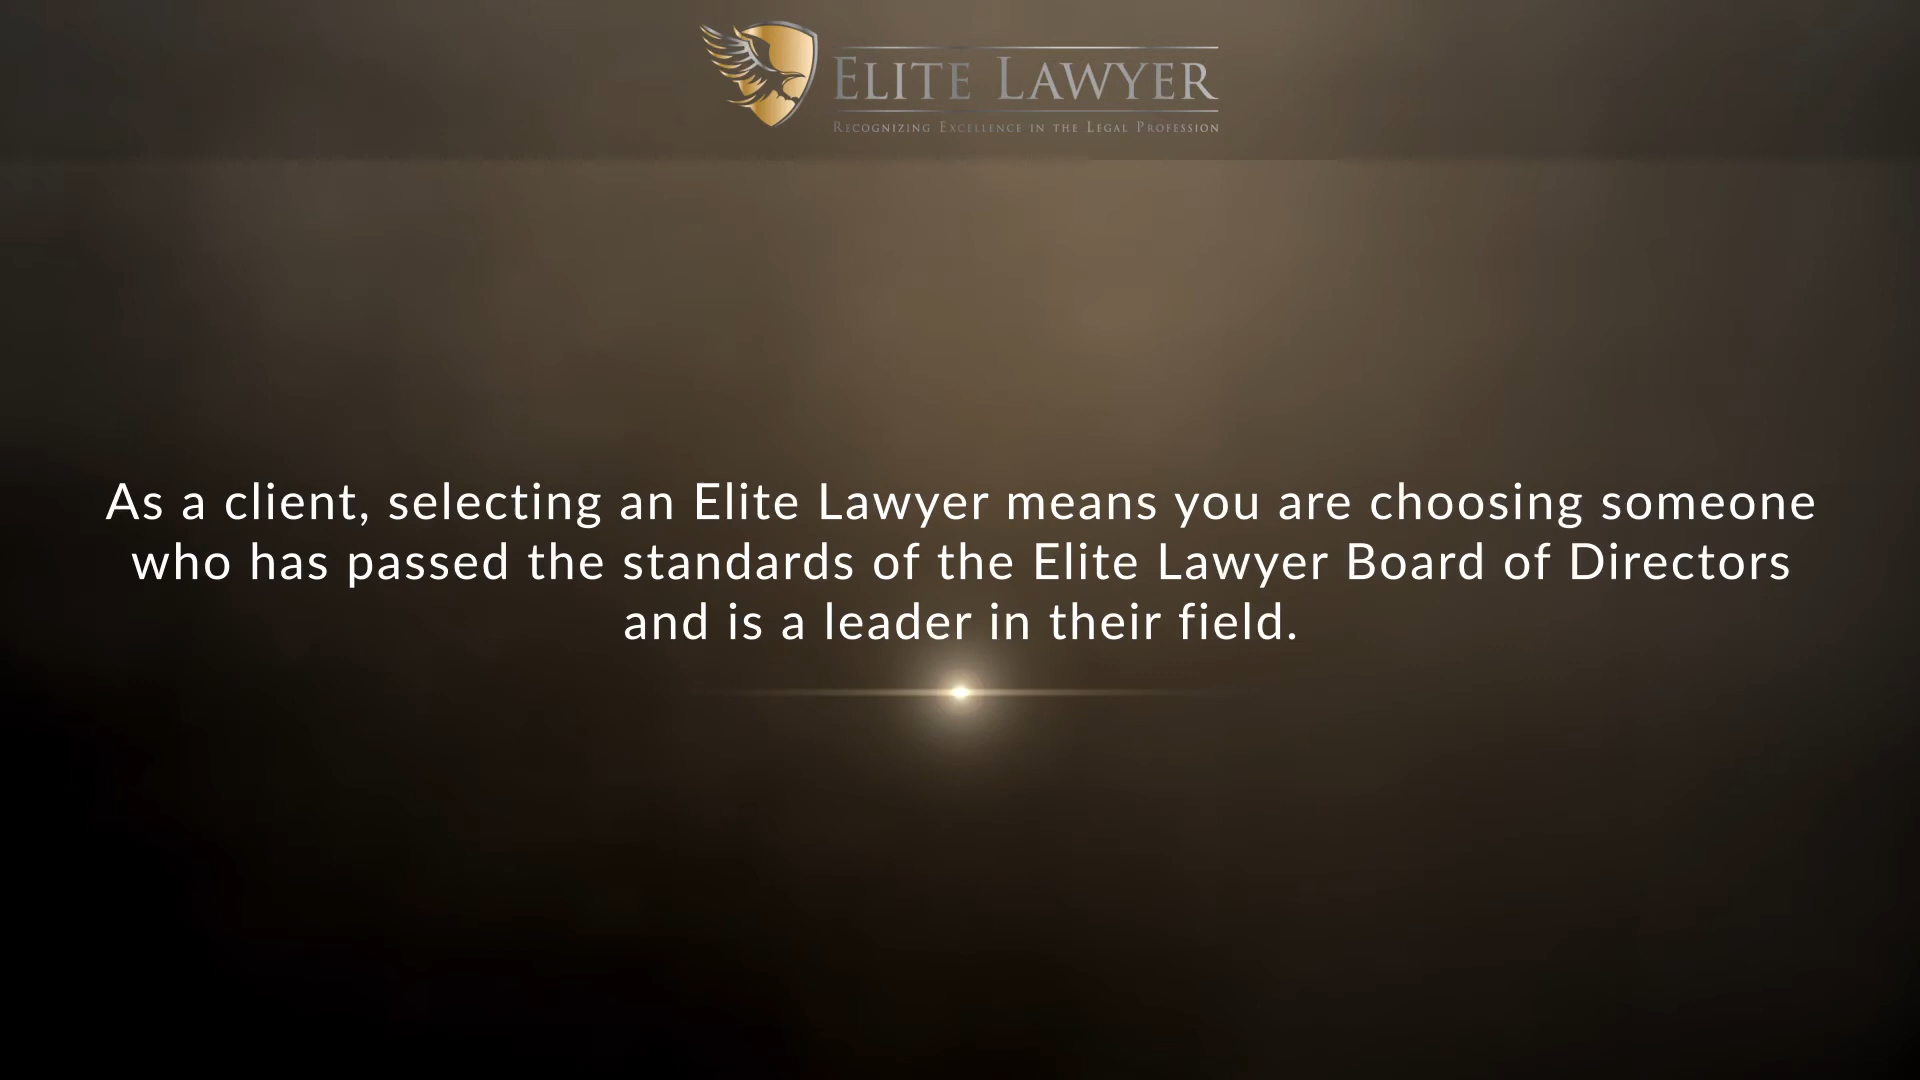 ELITE LAWYER
RECOGNIZING EXCELLENCE IN THE LEGAL PROFESSION
As a client, selecting an Elite Lawyer means you are choosing someone
who has passed the standards of the Elite Lawyer Board of Directors
and is a leader in their field.